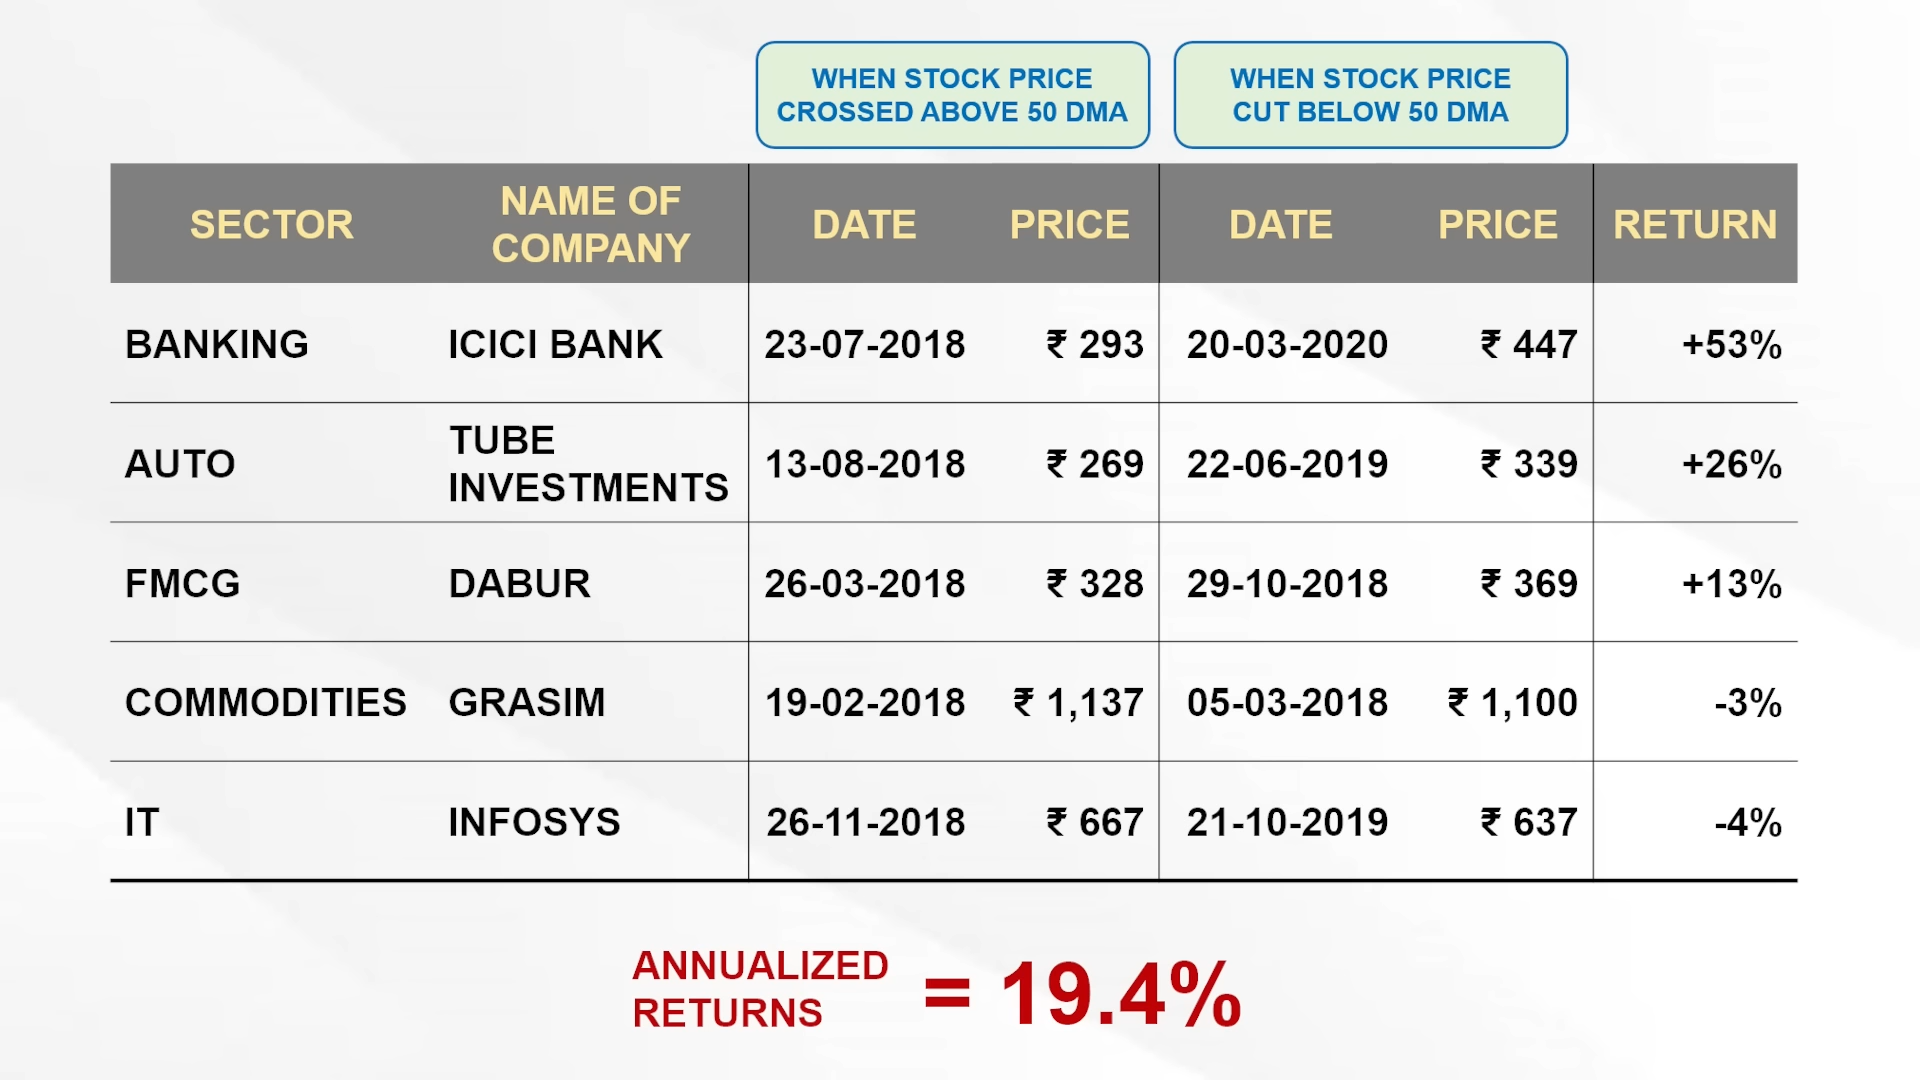 WHEN STOCK PRICE
CROSSED ABOVE 50 DMA
WHEN STOCK PRICE
CUT BELOW 50 DMA
SECTOR NAME OF COMPANY DATE PRICE DATE PRICE RETURN
BANKING ICICI BANK 23-07-2018 ₹ 293 20-03-2020 ₹ 447 +53%
AUTO TUBE INVESTMENTS 13-08-2018 ₹ 269 22-06-2019 ₹ 339 +26%
FMCG DABUR 26-03-2018 ₹ 328 29-10-2018 ₹ 369 +13%
COMMODITIES GRASIM 19-02-2018 ₹ 1,137 05-03-2018 ₹ 1,100 -3%
IT INFOSYS 26-11-2018 ₹ 667 21-10-2019 ₹ 637 -4%
ANNUALIZED
RETURNS = 19.4%